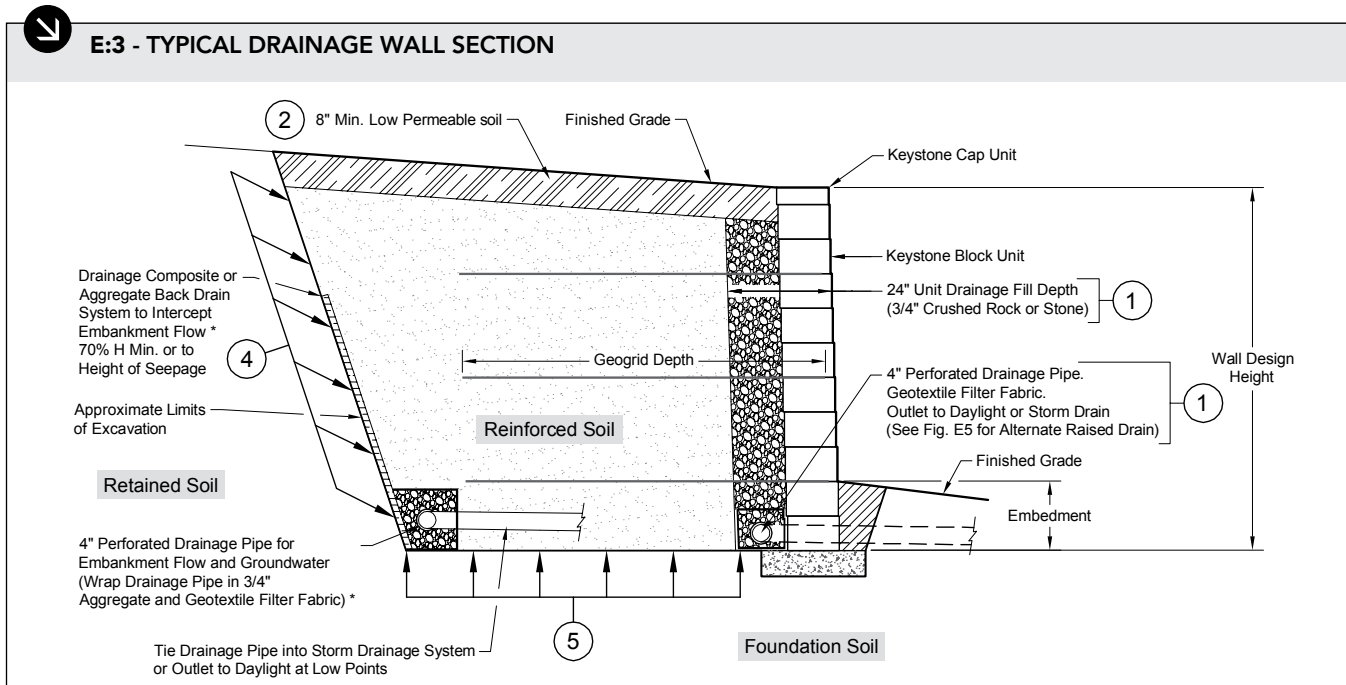 E:3 - TYPICAL DRAINAGE WALL SECTION
2
8" Min. Low Permeable soil
Finished Grade
Keystone Cap Unit
Keystone Block Unit
24" Unit Drainage Fill Depth
(3/4" Crushed Rock or Stone)
1
Drainage Composite or
Aggregate Back Drain
System to Intercept
Embankment Flow *
70% H Min. or to
Height of Seepage
4
Geogrid Depth
Wall Design
Height
4" Perforated Drainage Pipe.
Geotextile Filter Fabric.
Outlet to Daylight or Storm Drain
(See Fig. E5 for Alternate Raised Drain)
1
Approximate Limits
of Excavation
Reinforced Soil
Finished Grade
Retained Soil
Embedment
4" Perforated Drainage Pipe for
Embankment Flow and Groundwater
(Wrap Drainage Pipe in 3/4"
Aggregate and Geotextile Filter Fabric) *
5
Tie Drainage Pipe into Storm Drainage System
or Outlet to Daylight at Low Points
Foundation Soil